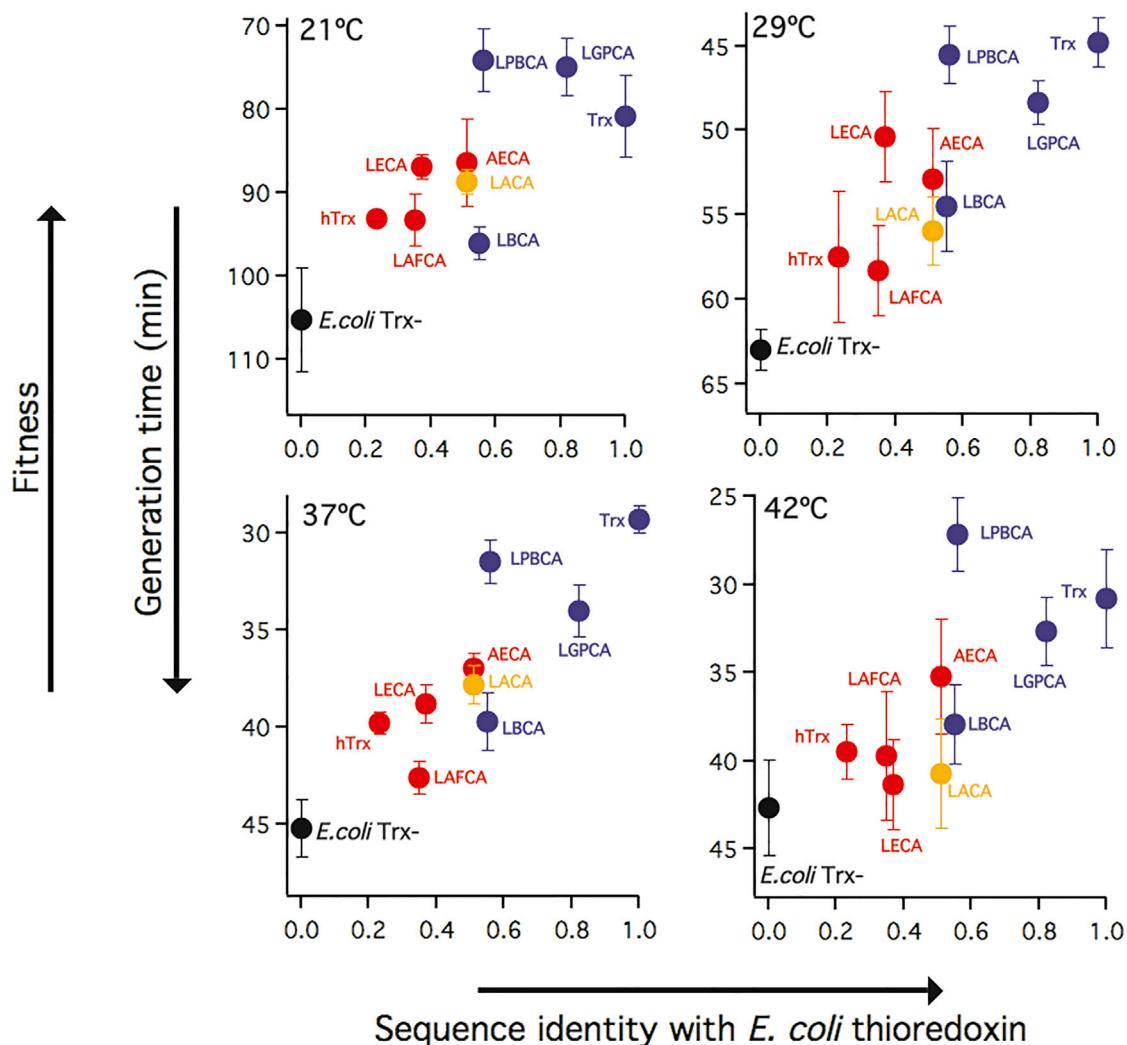 Fitness
Generation time (min)
21ºC
70
80
90
100
110
LPBCA
LGPCA
Trx
LECA
AECA
LACA
hTrx
LAFCA
LBCA
E.coli Trx-
0.0 0.2 0.4 0.6 0.8 1.0
29ºC
45
50
55
60
65
Trx
LPBCA
LGPCA
LECA
AECA
LBCA
LACA
hTrx
LAFCA
E.coli Trx-
0.0 0.2 0.4 0.6 0.8 1.0
37ºC
30
35
40
45
Trx
LPBCA
LGPCA
AECA
LACA
LECA
LBCA
hTrx
LAFCA
E.coli Trx-
0.0 0.2 0.4 0.6 0.8 1.0
42ºC
25
30
35
40
45
LPBCA
Trx
LGPCA
AECA
LAFCA
LBCA
hTrx
LACA
LECA
E.coli Trx-
0.0 0.2 0.4 0.6 0.8 1.0
Sequence identity with E. coli thioredoxin